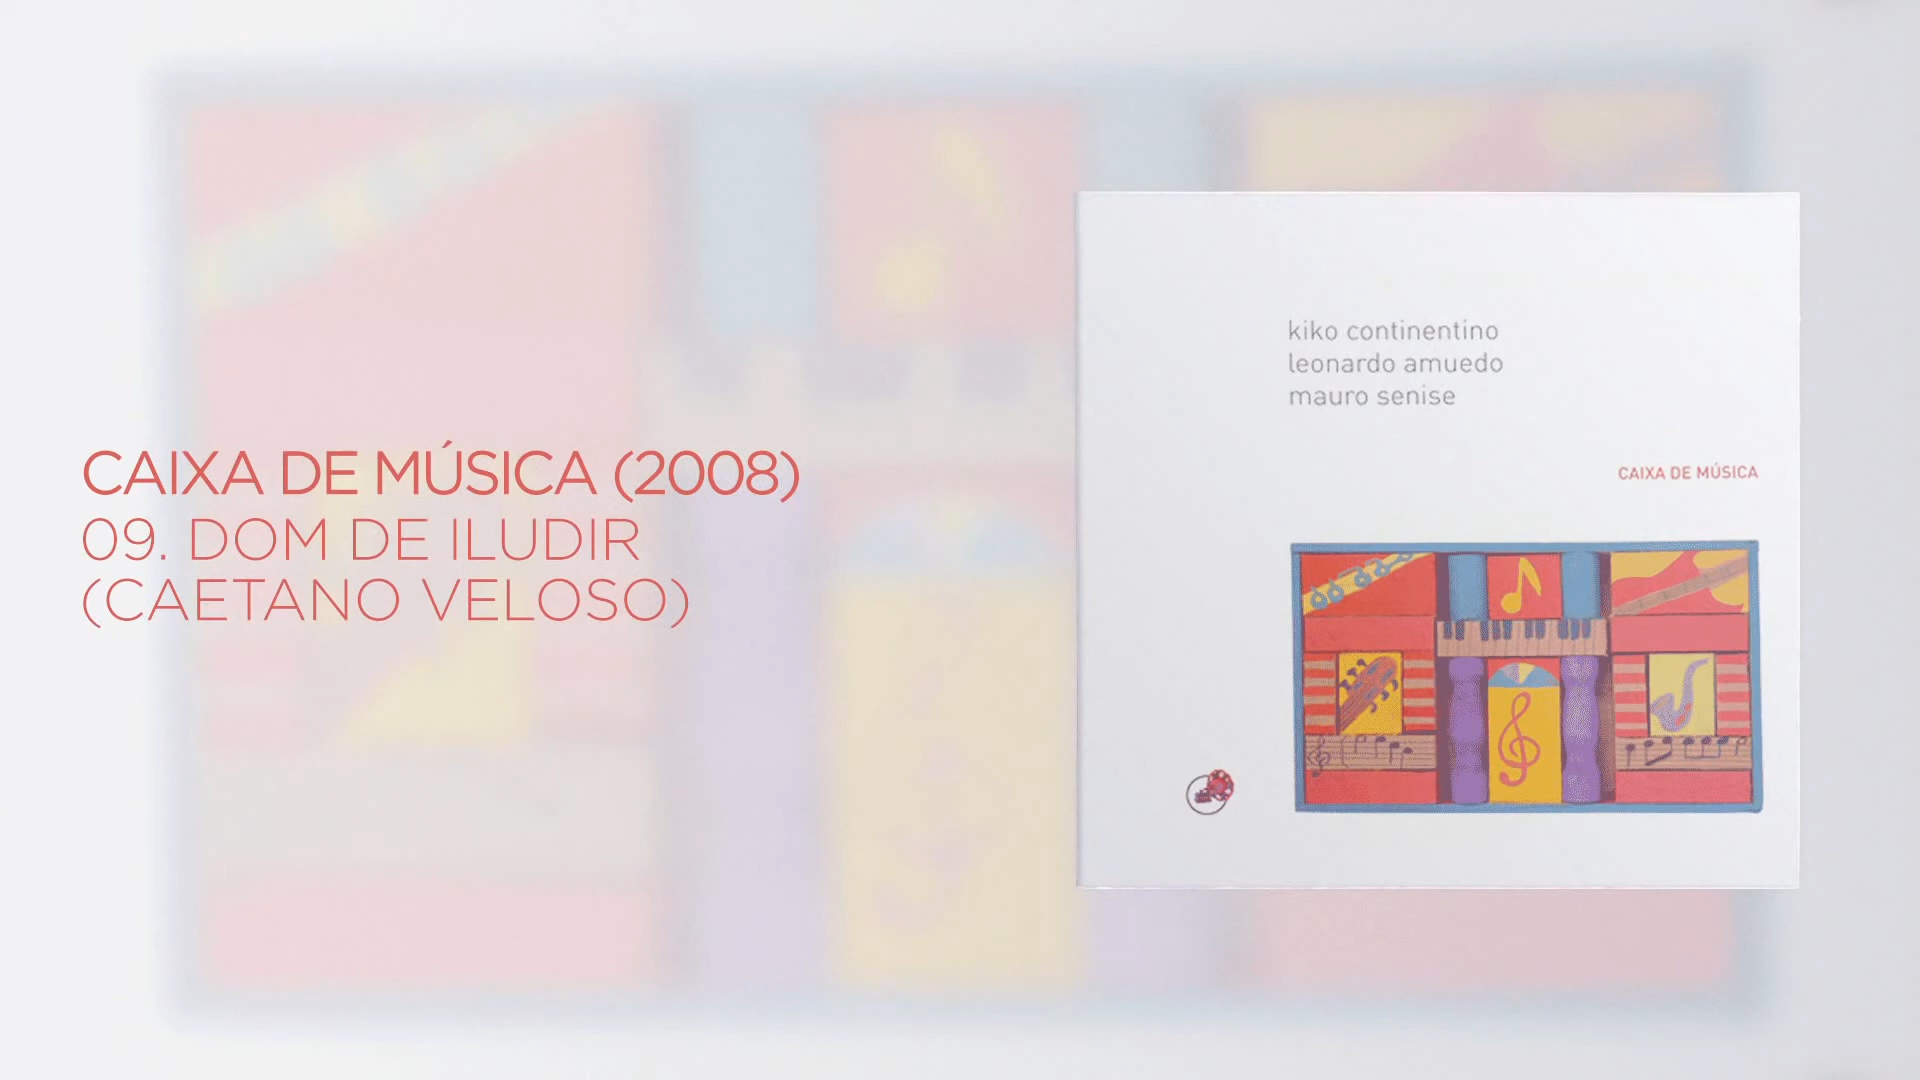 CAIXA DE MÚSICA (2008)
09. DOM DE ILUDIR
(CAETANO VELOSO)
kiko continentino
leonardo amuedo
mauro senise
CAIXA DE MÚSICA